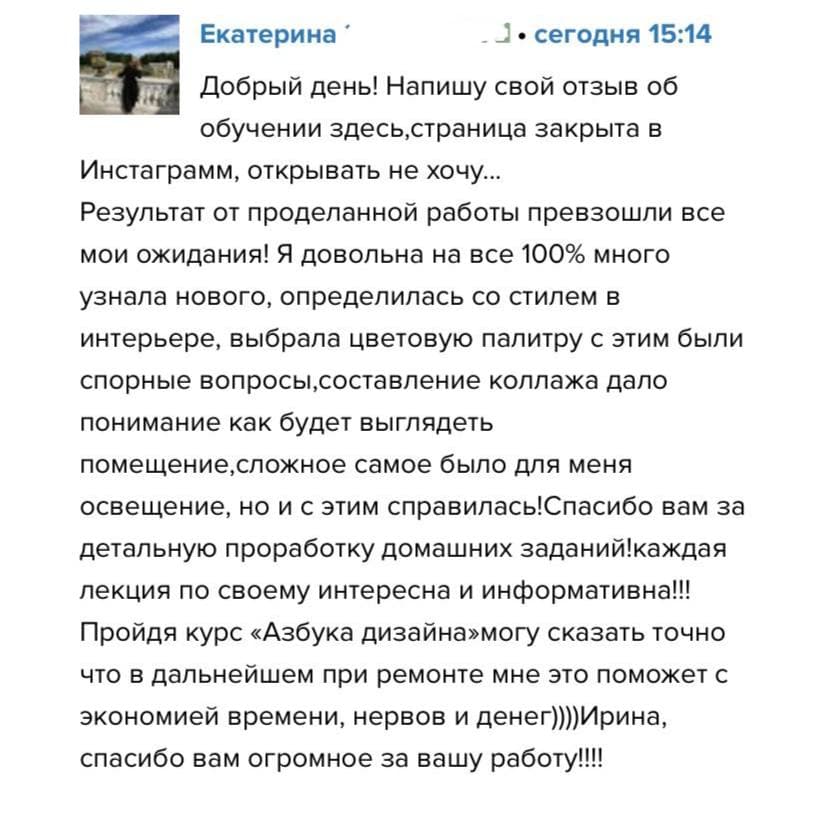 Екатерина • сегодня 15:14
Добрый день! Напишу свой отзыв об
обучении здесь,страница закрыта в
Инстаграмм, открывать не хочу...
Результат от проделанной работы превзошли все
мои ожидания! Я довольна на все 100% много
узнала нового, определилась со стилем в
интерьере, выбрала цветовую палитру с этим были
спорные вопросы,составление коллажа дало
понимание как будет выглядеть
помещение,сложное самое было для меня
освещение, но и с этим справилась!Спасибо вам за
детальную проработку домашних заданий!каждая
лекция по своему интересна и информативна!!!
Пройдя курс «Азбука дизайна»могу сказать точно
что в дальнейшем при ремонте мне это поможет с
экономией времени, нервов и денег))))Ирина,
спасибо вам огромное за вашу работу!!!!